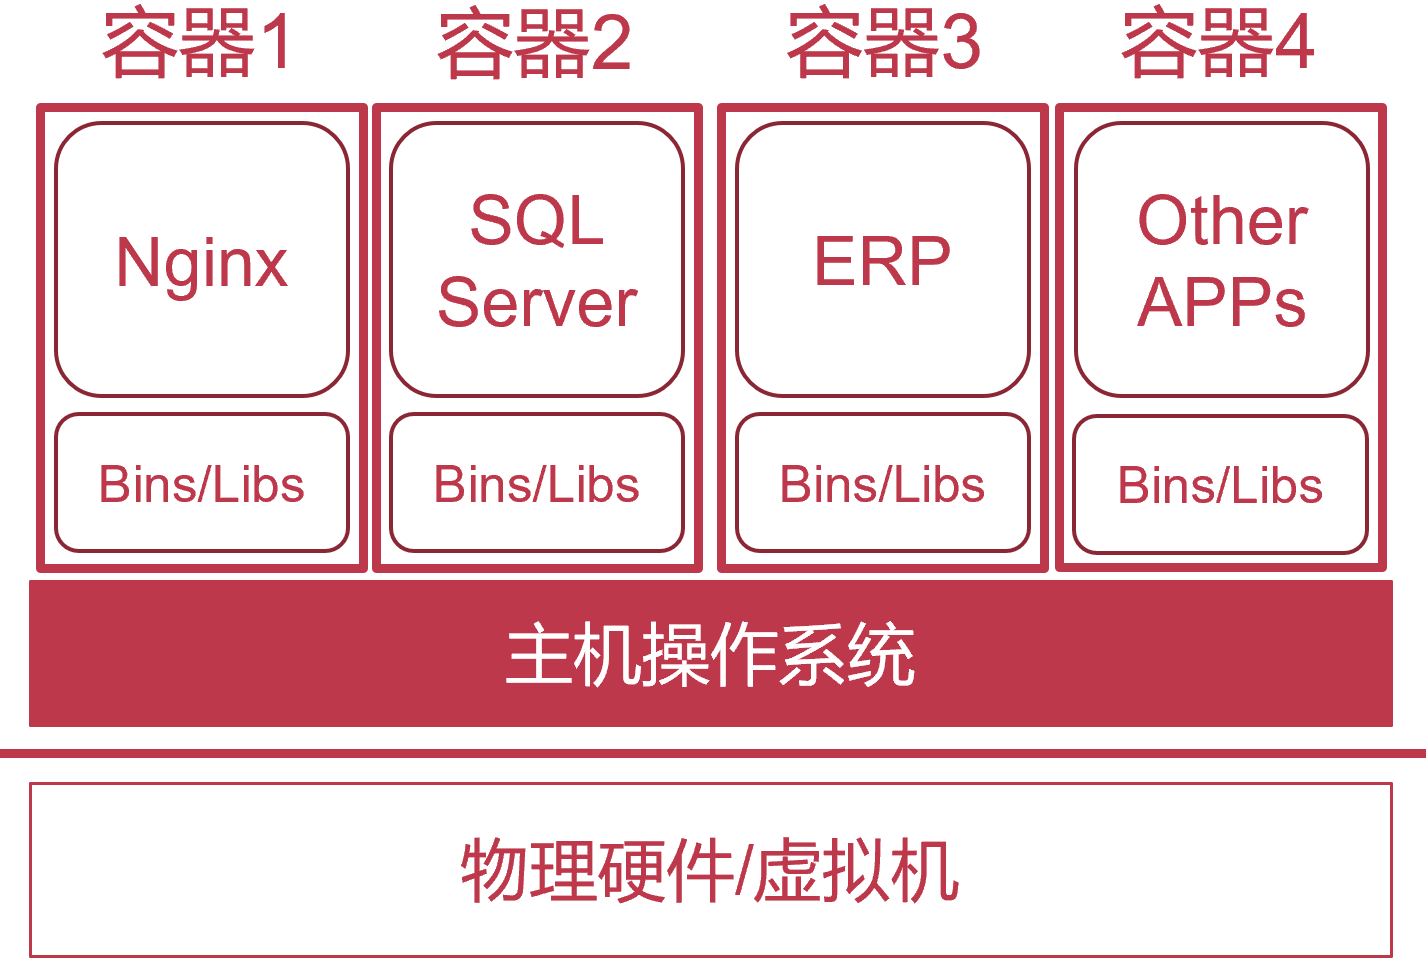 容器1
容器2
容器3
容器4
Nginx
SQL
Server
ERP
Other
APPs
Bins/Libs
Bins/Libs
Bins/Libs
Bins/Libs
主机操作系统
物理硬件/虚拟机